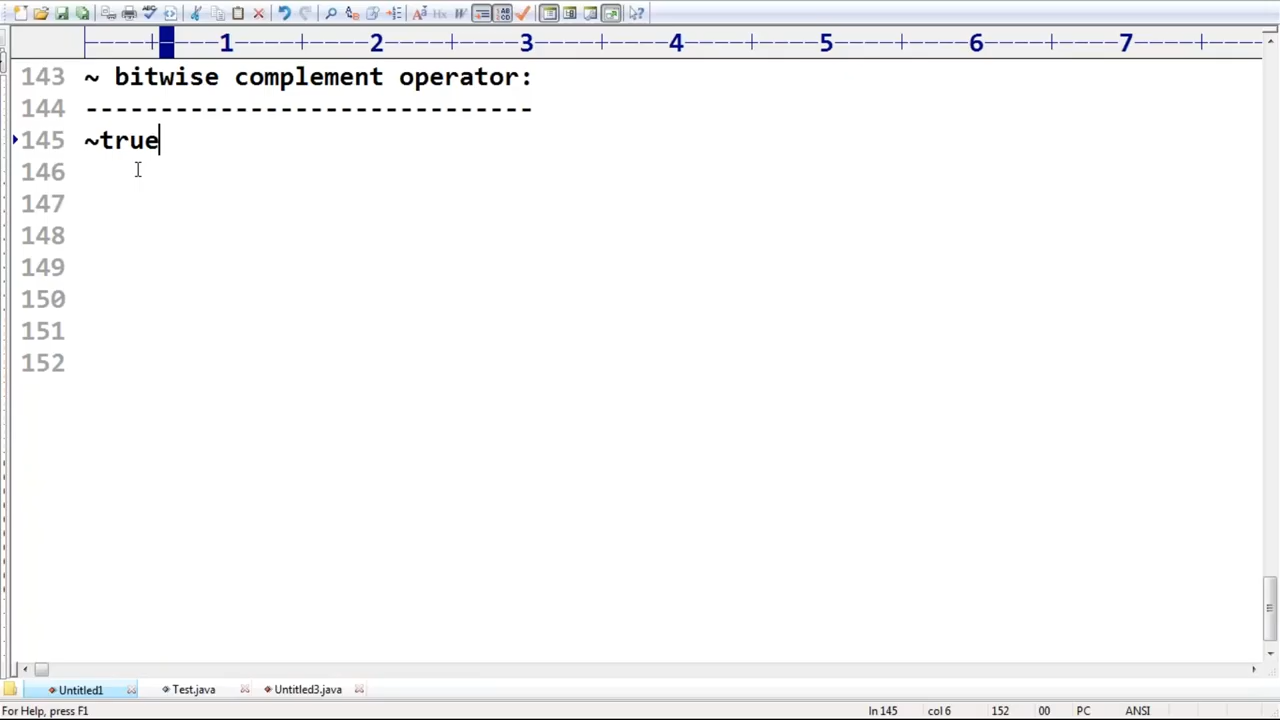 1 2 3 4 5 6 7
143 ~ bitwise complement operator:
144 ------------------------------
145 ~true
146
147
148
149
150
151
152
Untitled1 Test.java Untitled3.java
For Help, press F1 ln 145 col 6 152 00 PC ANSI